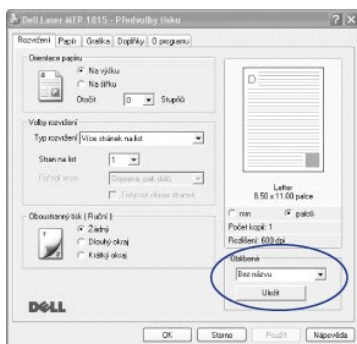 Dell Laser MFP 1815 - Předvolby tisku
Rozvržení Papír Grafika Doplňky O programu
Orientace papíru
Na výšku
Na šířku
Otočit 0 Stupňů
Volby rozvržení
Typ rozvržení Více stránek na list
Stran na list 1
Pořadí stran Doprava, pak dolů
Tisknout okraje stránek
Oboustranný tisk ( Ruční )
Žádný
Dlouhý okraj
Krátký okraj
D
Letter
8.50 x 11.00 palce
mm palců
Počet kopií: 1
Rozlišení: 600 dpi
Oblíbené
Bez názvu
Uložit
DELL
OK Storno Použít Nápověda